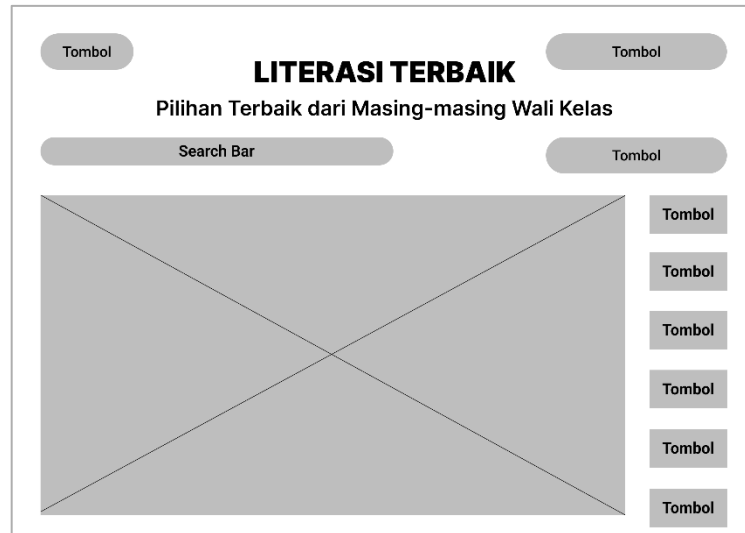 Tombol
Tombol
LITERASI TERBAIK
Pilihan Terbaik dari Masing-masing Wali Kelas
Search Bar
Tombol
Tombol
Tombol
Tombol
Tombol
Tombol
Tombol